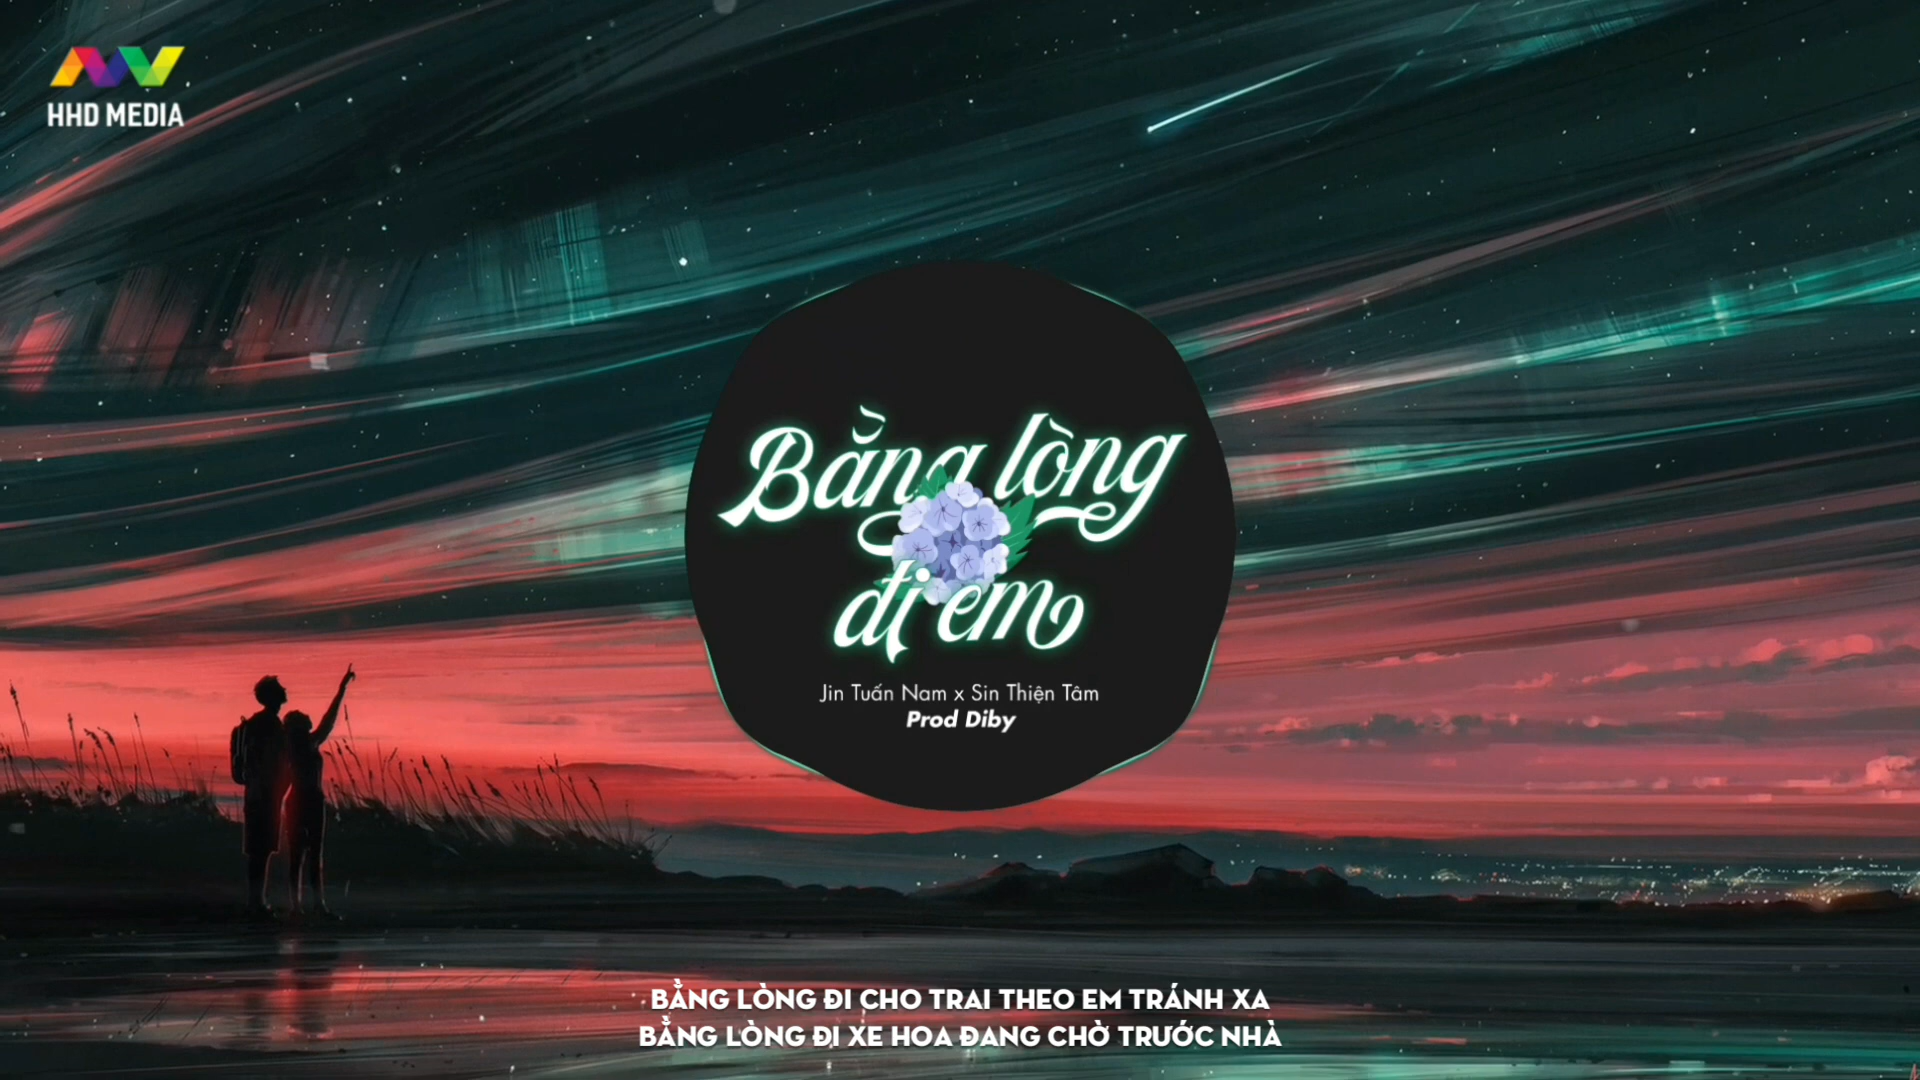 HHD MEDIA
Bằng lòng
đi em
Jin Tuấn Nam x Sin Thiện Tâm
Prod Diby
BẰNG LÒNG ĐI CHO TRAI THEO EM TRÁNH XA
BẰNG LÒNG ĐI XE HOA ĐANG CHỜ TRƯỚC NHÀ